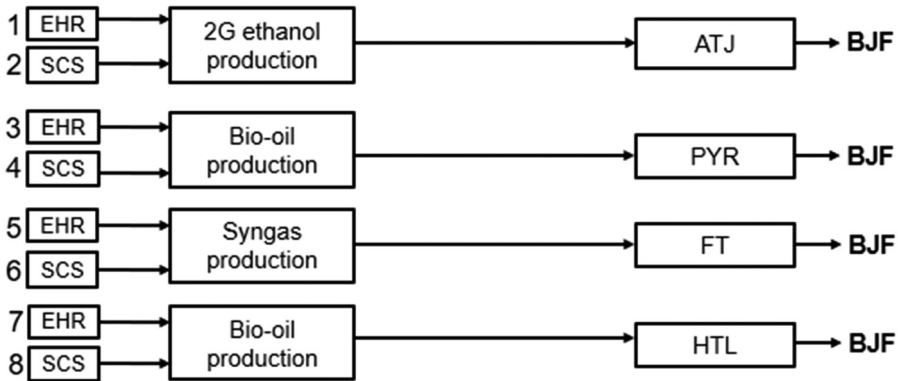 1 EHR
2 SCS
2G ethanol
production
ATJ
BJF
3 EHR
4 SCS
Bio-oil
production
PYR
BJF
5 EHR
6 SCS
Syngas
production
FT
BJF
7 EHR
8 SCS
Bio-oil
production
HTL
BJF